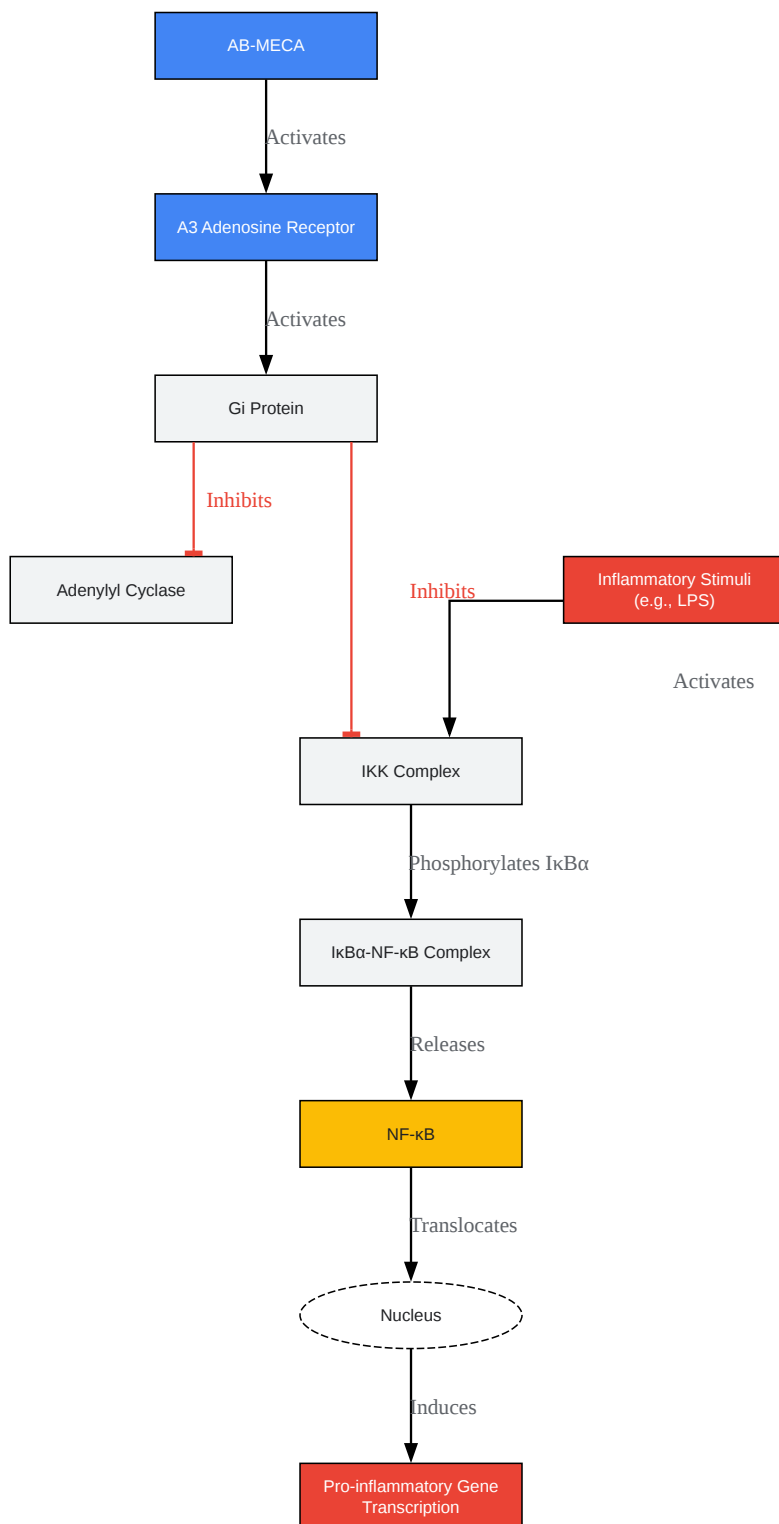 AB-MECA
Activates
A3 Adenosine Receptor
Activates
Gi Protein
Inhibits
Adenylyl Cyclase
Inflammatory Stimuli
(e.g., LPS)
Inhibits
Activates
IKK Complex
Phosphorylates IκBα
IκBα-NF-κB Complex
Releases
NF-κB
Translocates
Nucleus
Induces
Pro-inflammatory Gene
Transcription